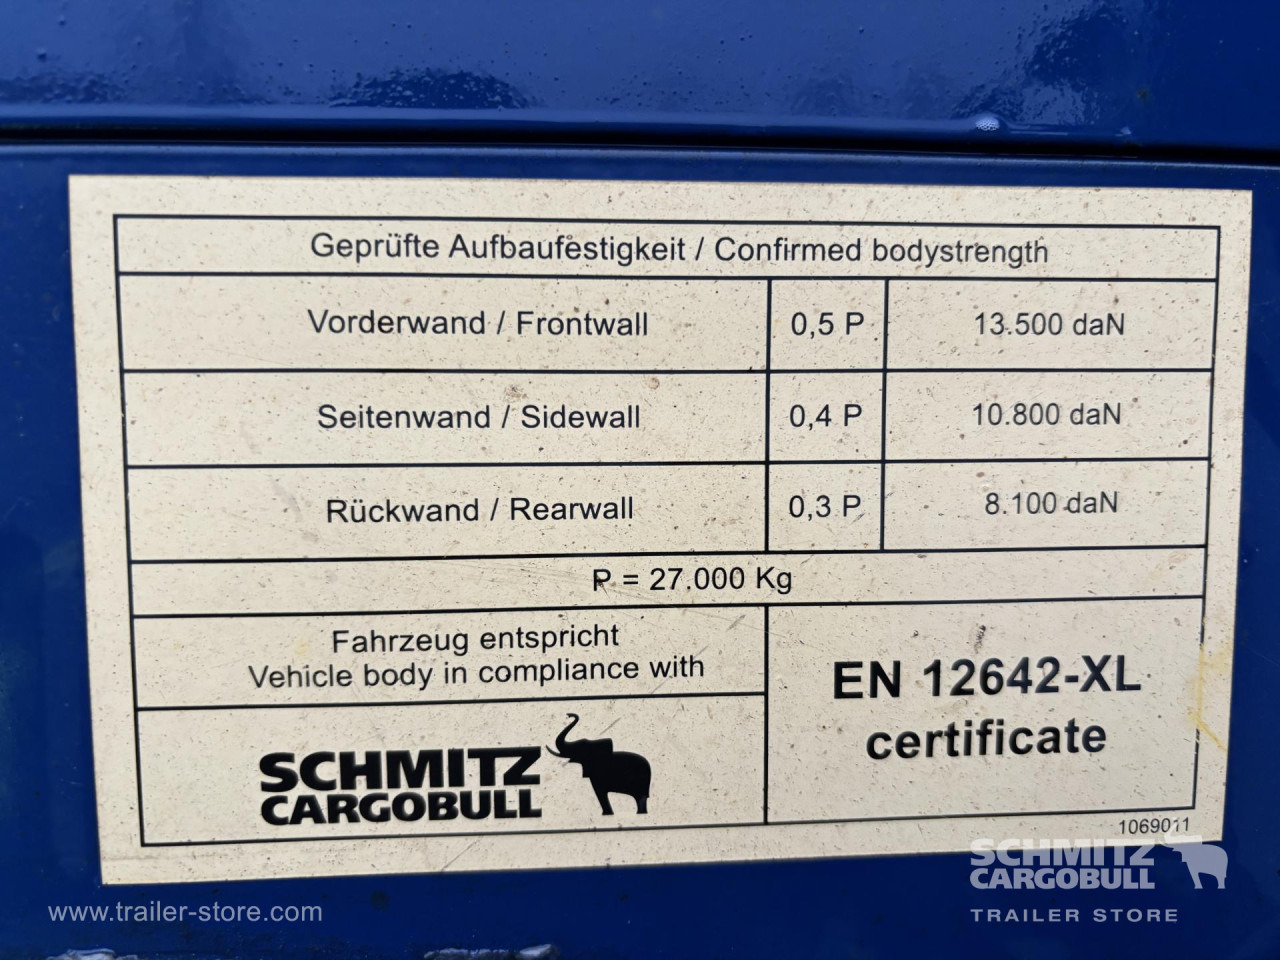 Geprüfte Aufbaufestigkeit / Confirmed bodystrength
Vorderwand / Frontwall 0,5 P 13.500 daN
Seitenwand / Sidewall 0,4 P 10.800 daN
Rückwand / Rearwall 0,3 P 8.100 daN
P = 27.000 Kg
Fahrzeug entspricht
Vehicle body in compliance with
EN 12642-XL
certificate
SCHMITZ
CARGOBULL
1069011
SCHMITZ
CARGOBULL
TRAILER STORE
www.trailer-store.com